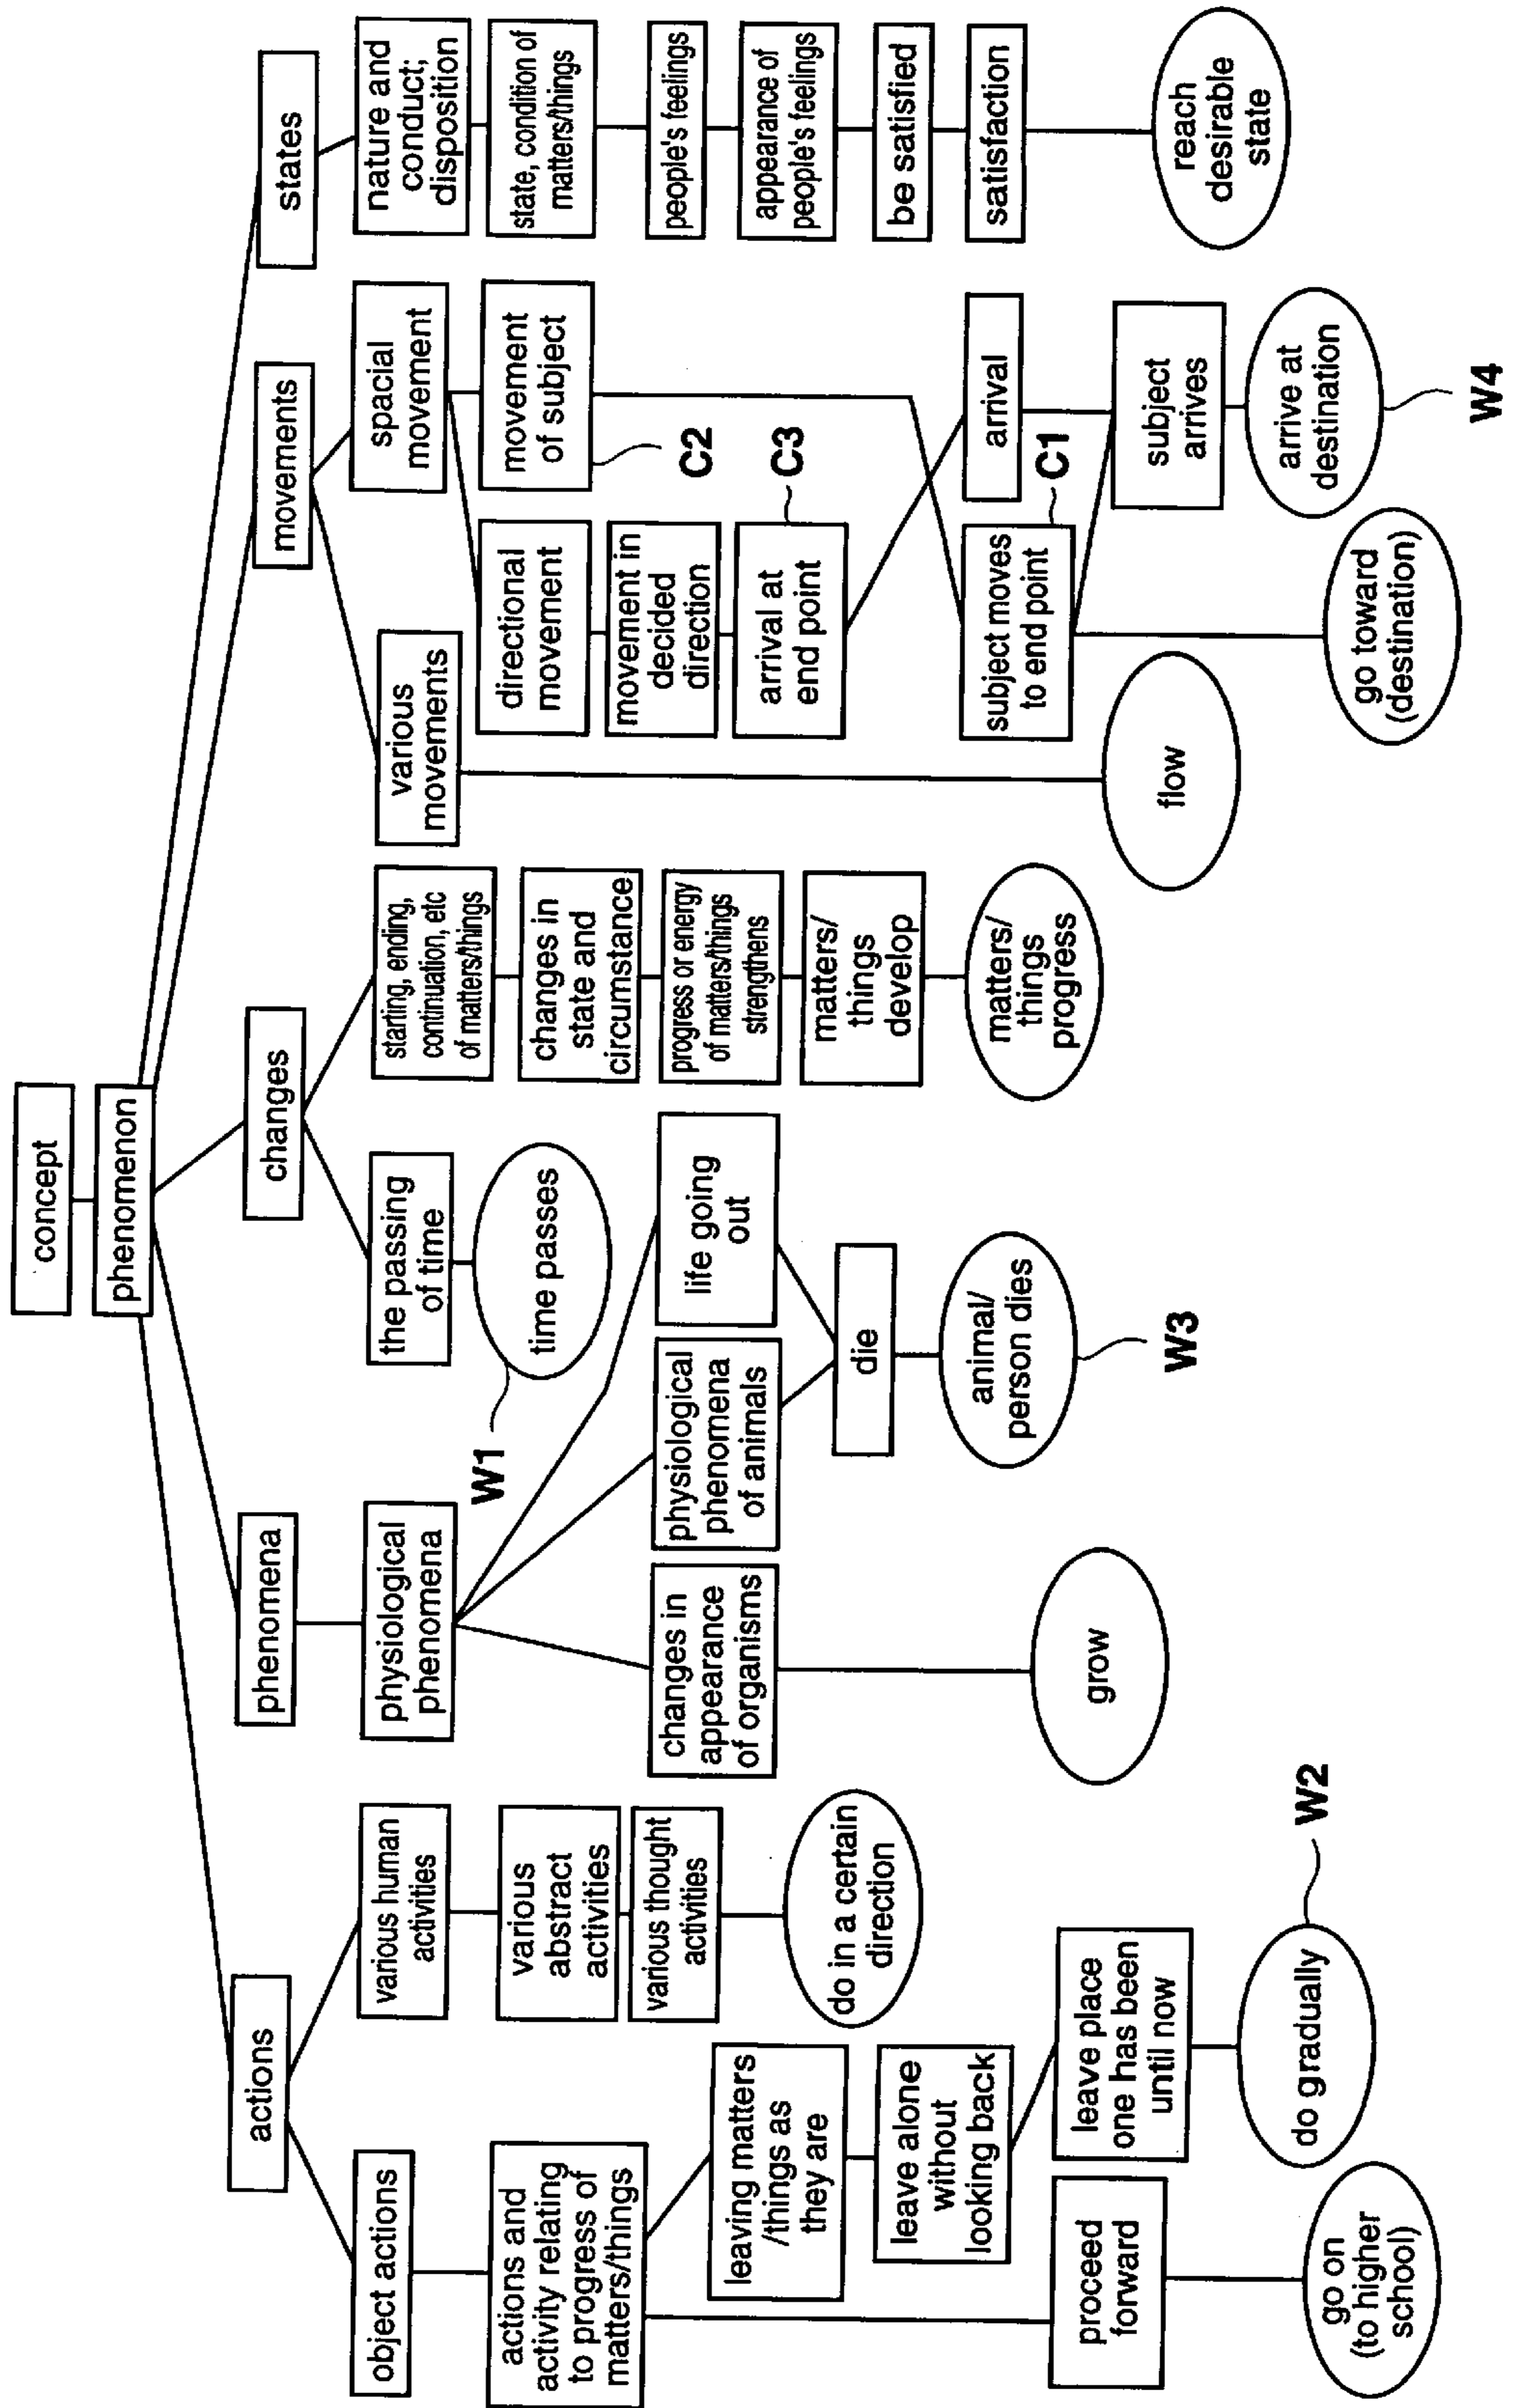 concept
phenomenon
actions
phenomena
changes
movements
states
object actions
various human
activities
physiological
phenomena
the passing
of time
starting, ending,
continuation, etc
of matters/things
various
movements
spacial
movement
nature and
conduct;
disposition
actions and
activity relating
to progress of
matters/things
various
abstract
activities
W1
time passes
changes in
state and
circumstance
directional
movement
movement
of subject
state, condition of
matters/things
various thought
activities
changes in
appearance
of organisms
physiological
phenomena
of animals
life going
out
progress or energy
of matters/things
strengthens
movement in
decided
direction
C2
people's feelings
leaving matters
/things as
they are
do in a certain
direction
die
matters/
things
develop
arrival at
end point
C3
appearance of
people's feelings
leave alone
without
looking back
be satisfied
animal/
person dies
matters/
things
progress
subject moves
to end point
arrival
satisfaction
C1
proceed
forward
leave place
one has been
until now
grow
W3
flow
subject
arrives
reach
desirable
state
go on
(to higher
school)
do gradually
W2
go toward
(destination)
arrive at
destination
W4